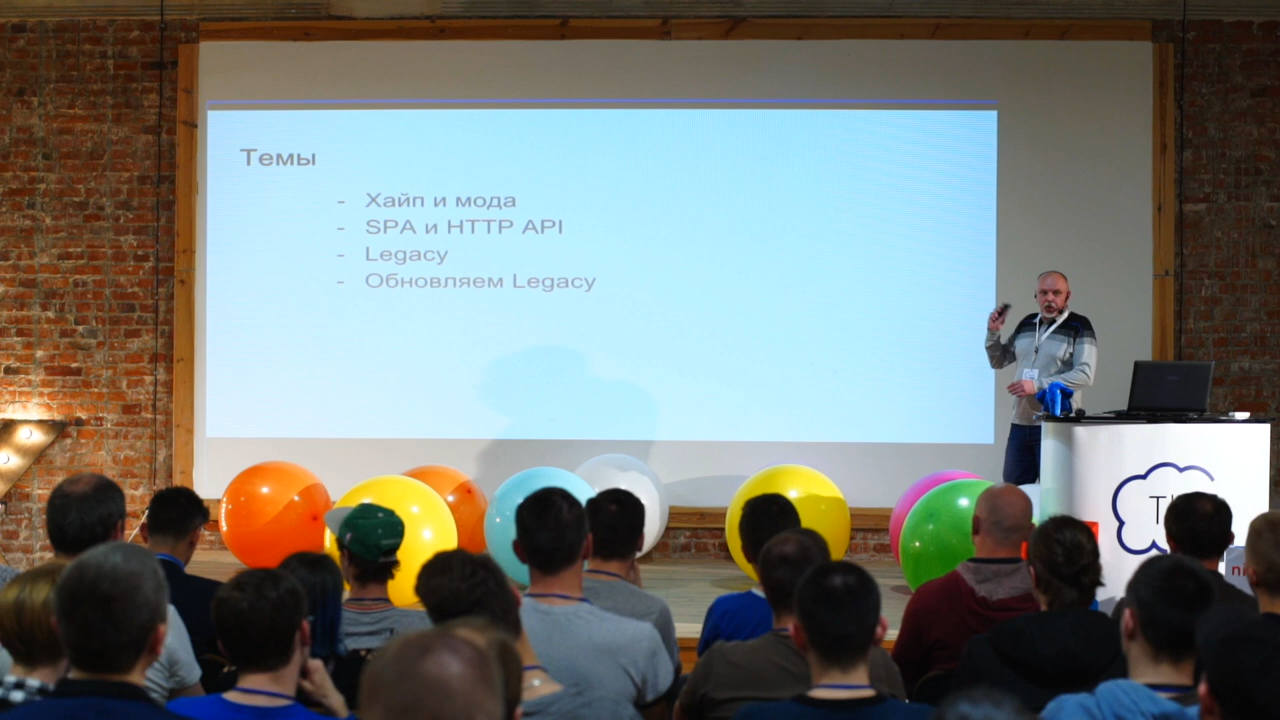 Темы
- Хайп и мода
- SPA и HTTP API
- Legacy
- Обновляем Legacy